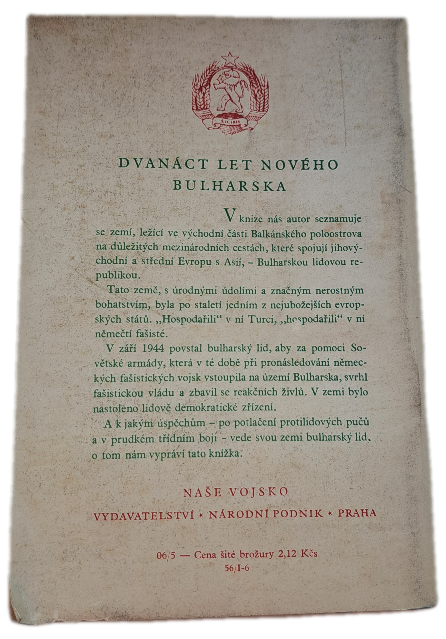 DVANÁCT LET NOVÉHO
BULHARSKA
V knize nás autor seznamuje
se zemí, ležící ve východní části Balkánského poloostrova
na důležitých mezinárodních cestách, které spojují jihový-
chodní a střední Evropu s Asií, – Bulharskou lidovou re-
publikou.
Tato země, s úrodnými údolími a značným nerostným
bohatstvím, byla po staletí jedním z nejubožejších evrop-
ských států. „Hospodařili“ v ní Turci, „hospodařili“ v ní
němečtí fašisté.
V září 1944 povstal bulharský lid, aby za pomoci So-
větské armády, která v té době při pronásledování němec-
kých fašistických vojsk vstoupila na území Bulharska, svrhl
fašistickou vládu a zbavil se reakčních živlů. V zemi bylo
nastoleno lidově demokratické zřízení.
A k jakým úspěchům – po potlačení protilidových pučů
a v prudkém třídním boji – vede svou zemi bulharský lid,
o tom nám vypráví tato knížka.
NAŠE VOJSKO
VYDAVATELSTVÍ • NÁRODNÍ PODNIK • PRAHA
06/5 — Cena šité brožury 2,12 Kčs
56/I-6